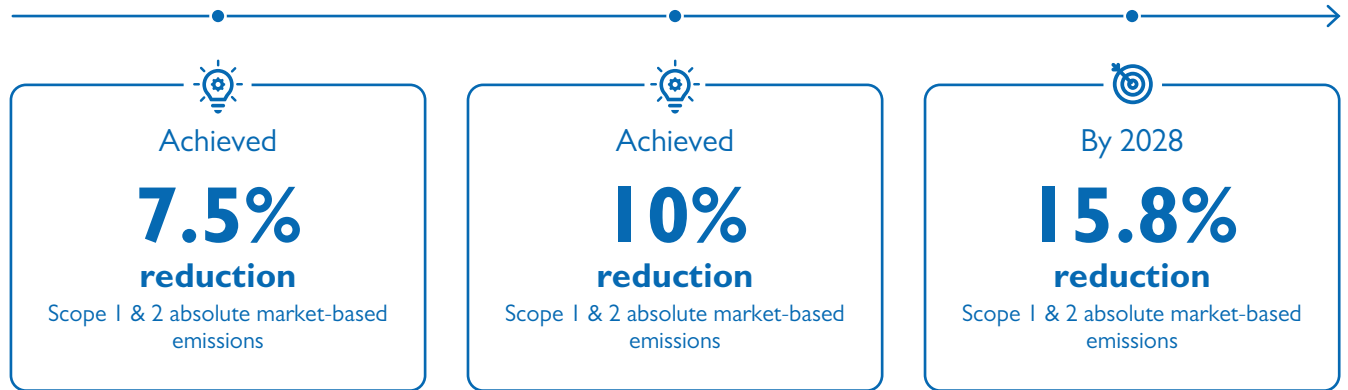 Achieved
7.5%
reduction
Scope 1 & 2 absolute market-based
emissions
Achieved
10%
reduction
Scope 1 & 2 absolute market-based
emissions
By 2028
15.8%
reduction
Scope 1 & 2 absolute market-based
emissions